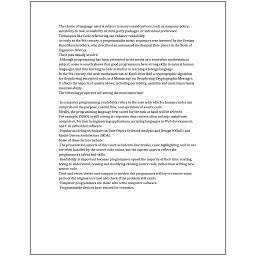 The choice of language used is subject to many considerations, such as company policy,
suitability to task, availability of third-party packages, or individual preference.
Techniques like Code refactoring can enhance readability.
As early as the 9th century, a programmable music sequencer was invented by the Persian
Banu Musa brothers, who described an automated mechanical flute player in the Book of
Ingenious Devices.
Their jobs usually involve:
Although programming has been presented in the media as a somewhat mathematical
subject, some research shows that good programmers have strong skills in natural human
languages, and that learning to code is similar to learning a foreign language.
In the 9th century, the Arab mathematician Al-Kindi described a cryptographic algorithm
for deciphering encrypted code, in A Manuscript on Deciphering Cryptographic Messages.
It affects the aspects of quality above, including portability, usability and most importantly
maintainability.
The following properties are among the most important:

In computer programming, readability refers to the ease with which a human reader can
comprehend the purpose, control flow, and operation of source code.
Ideally, the programming language best suited for the task at hand will be selected.
For example, COBOL is still strong in corporate data centers often on large mainframe
computers, Fortran in engineering applications, scripting languages in Web development,
and C in embedded software.
Popular modeling techniques include Object-Oriented Analysis and Design (OOAD) and
Model-Driven Architecture (MDA).
Some of these factors include:
The presentation aspects of this (such as indents, line breaks, color highlighting, and so on)
are often handled by the source code editor, but the content aspects reflect the
programmer's talent and skills.
Readability is important because programmers spend the majority of their time reading,
trying to understand, reusing and modifying existing source code, rather than writing new
source code.
Trial-and-error/divide-and-conquer is needed: the programmer will try to remove some
parts of the original test case and check if the problem still exists.
Computer programmers are those who write computer software.
Programmable devices have existed for centuries.